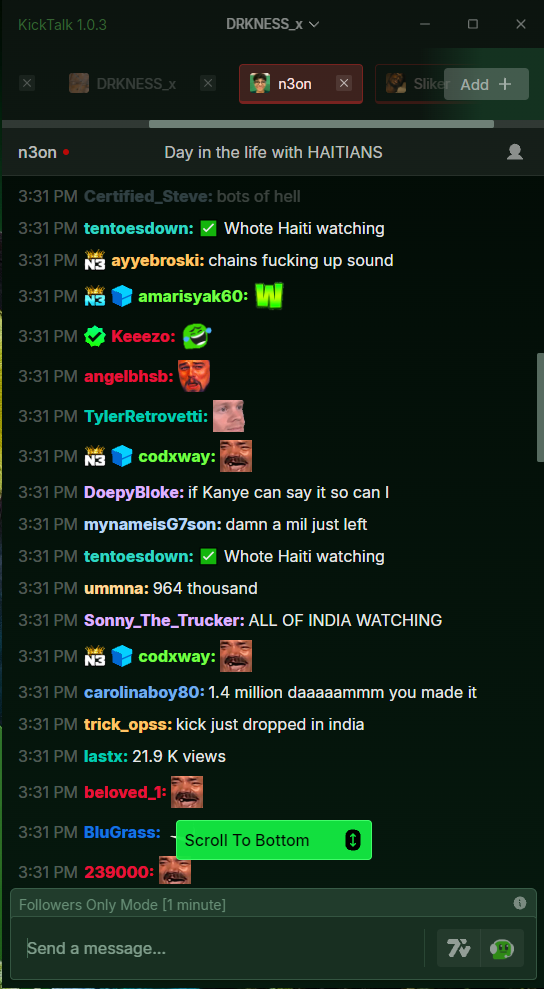 KickTalk 1.0.3
DRKNESS_x
DRKNESS_x
n3on
Sliker
Add +
n3on
Day in the life with HAITIANS
3:31 PM Certified_Steve: bots of hell
3:31 PM tentoesdown: ✅ Whote Haiti watching
3:31 PM N3 ayyebroski: chains fucking up sound
3:31 PM N3 amarisyak60: W
3:31 PM Keeezo:
3:31 PM angelbhsb:
3:31 PM TylerRetrovetti:
3:31 PM N3 codxway:
3:31 PM DoepyBloke: if Kanye can say it so can I
3:31 PM mynameisG7son: damn a mil just left
3:31 PM tentoesdown: ✅ Whote Haiti watching
3:31 PM ummna: 964 thousand
3:31 PM Sonny_The_Trucker: ALL OF INDIA WATCHING
3:31 PM N3 codxway:
3:31 PM carolinaboy80: 1.4 million daaaaammm you made it
3:31 PM trick_opss: kick just dropped in india
3:31 PM lastx: 21.9 K views
3:31 PM beloved_1:
3:31 PM BluGrass:
Scroll To Bottom
3:31 PM 239000:
Followers Only Mode [1 minute]
Send a message...
7V